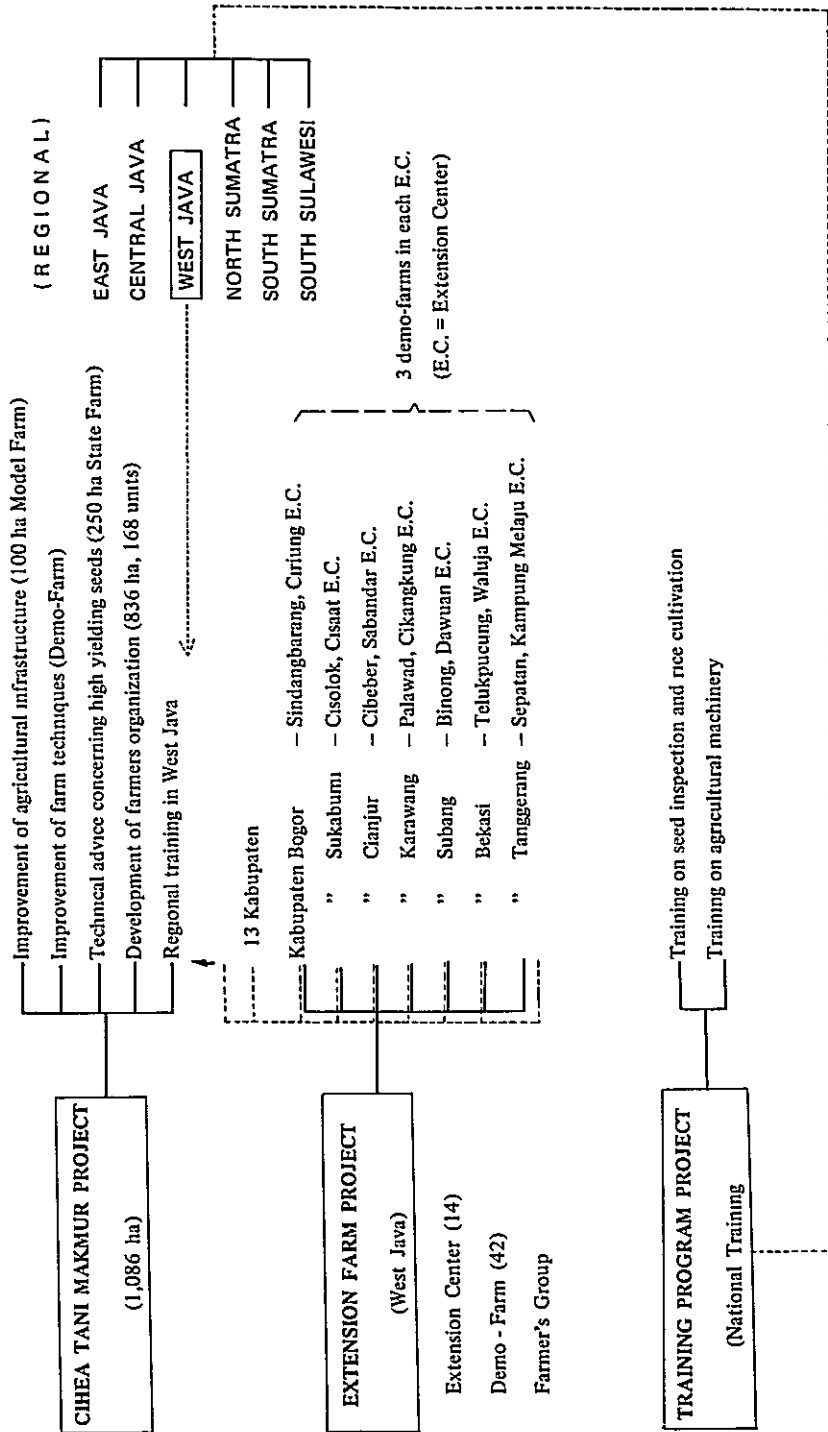 CIHEA TANI MAKMUR PROJECT
(1,086 ha)
Improvement of agricultural infrastructure (100 ha Model Farm)
Improvement of farm techniques (Demo-Farm)
Technical advice concerning high yielding seeds (250 ha State Farm)
Development of farmers organization (836 ha, 168 units)
Regional training in West Java
(REGIONAL)
EAST JAVA
CENTRAL JAVA
WEST JAVA
NORTH SUMATRA
SOUTH SUMATRA
SOUTH SULAWESI
EXTENSION FARM PROJECT
(West Java)
Extension Center (14)
Demo - Farm (42)
Farmer's Group
13 Kabupaten
Kabupaten Bogor – Sindangbarang, Ciriung E.C.
„ Sukabumi – Cisolok, Cisaat E.C.
„ Cianjur – Cibeber, Sabandar E.C.
„ Karawang – Palawad, Cikangkung E.C.
„ Subang – Binong, Dawuan E.C.
„ Bekasi – Telukpucung, Waluja E.C.
„ Tanggerang – Sepatan, Kampung Melaju E.C.
3 demo-farms in each E.C.
(E.C. = Extension Center)
TRAINING PROGRAM PROJECT
(National Training)
Training on seed inspection and rice cultivation
Training on agricultural machinery